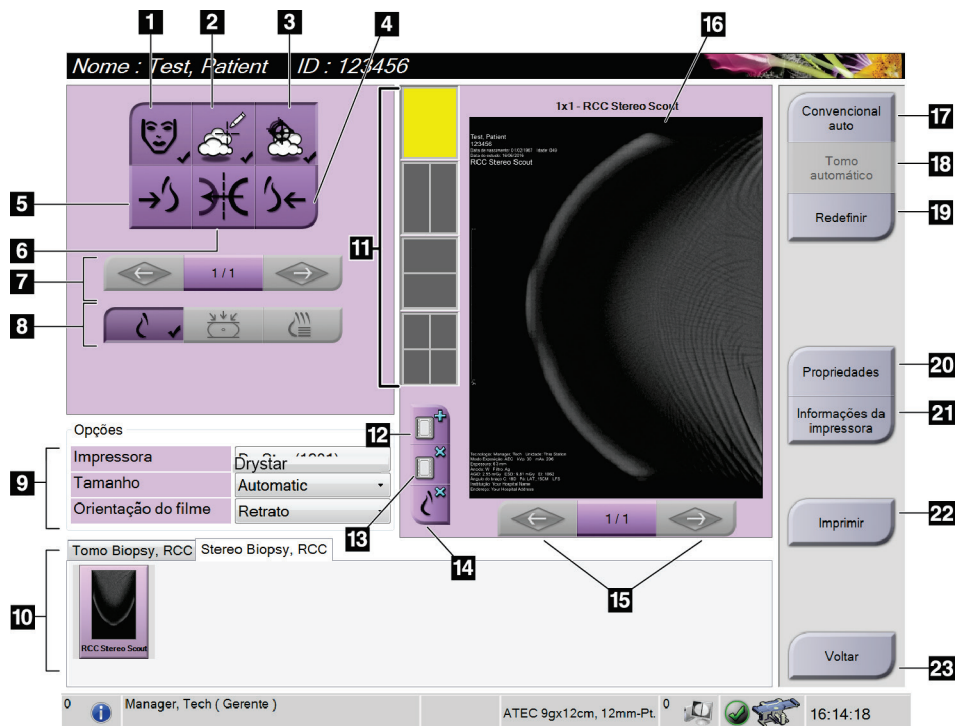 1
2
3
4
16
Nome : Test, Patient ID : 123456
1x1 - RCC Stereo Scout
Test, Patient
123456
RCC Stereo Scout
Convencional auto
17
Tomo automático
18
Redefinir
19
5
6
11
7
1 / 1
8
Propriedades
20
Informações da impressora
21
Opções
Impressora
Drystar
Tamanho
Automatic
Orientação do filme
Retrato
9
12
13
14
1 / 1
15
Imprimir
22
Tomo Biopsy, RCC
Stereo Biopsy, RCC
10
RCC Stereo Scout
Voltar
23
0
Manager, Tech ( Gerente )
ATEC 9gx12cm, 12mm-Pt.
0
16:14:18